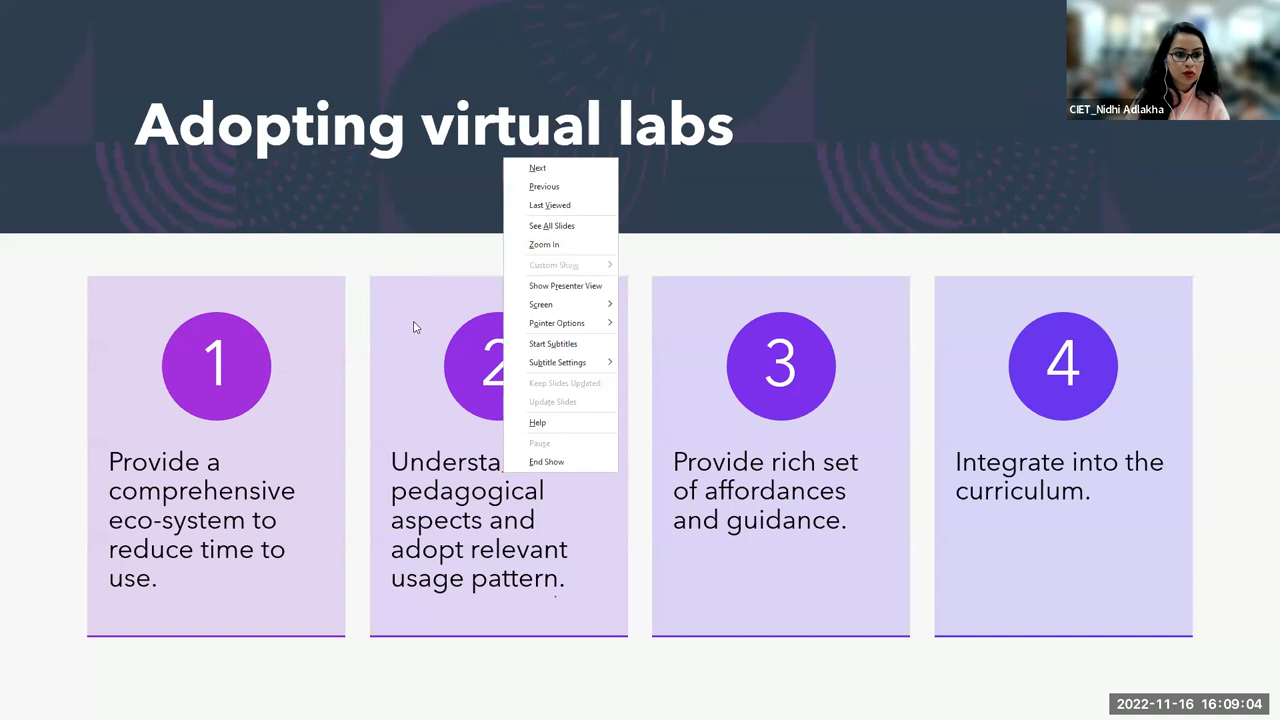 Adopting virtual labs
CIET_Nidhi Adlakha
Next
Previous
Last Viewed
See All Slides
Zoom In
Custom Show
Show Presenter View
Screen
Pointer Options
Start Subtitles
Subtitle Settings
Keep Slides Updated
Update Slides
Help
Pause
End Show
1
Provide a
comprehensive
eco-system to
reduce time to
use.
2
Understa
pedagogical
aspects and
adopt relevant
usage pattern.
3
Provide rich set
of affordances
and guidance.
4
Integrate into the
curriculum.
2022-11-16 16:09:04